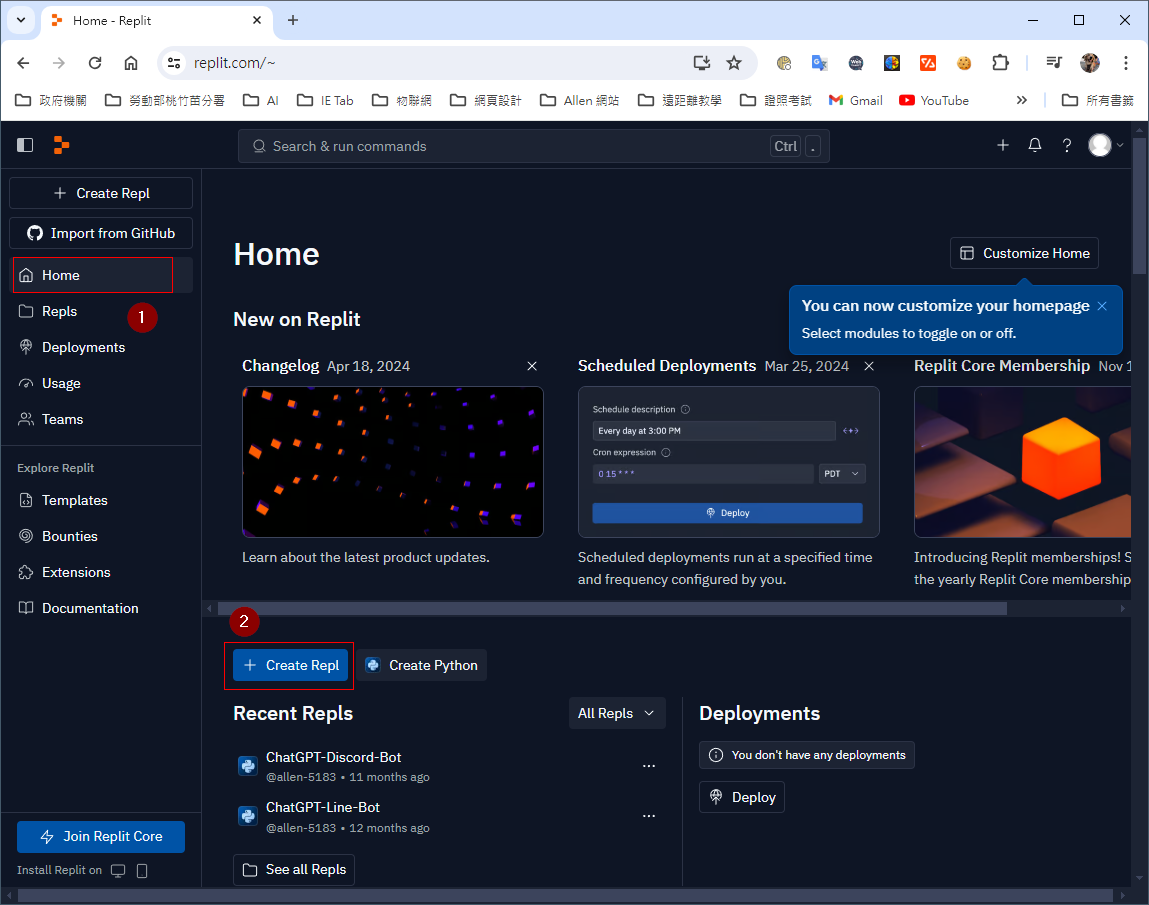 Home - Replit
replit.com/~
政府機關 勞動部桃竹苗分署 AI IE Tab 物聯網 網頁設計 Allen 網站 遠距離教學 證照考試 Gmail YouTube 所有書籤
Search & run commands Ctrl .
Create Repl
Import from GitHub
Home
1
Repls
Deployments
Usage
Teams
Explore Replit
Templates
Bounties
Extensions
Documentation
Join Replit Core
Install Replit on
Home
Customize Home
You can now customize your homepage
Select modules to toggle on or off.
New on Replit
Changelog Apr 18, 2024
Learn about the latest product updates.
Scheduled Deployments Mar 25, 2024
Schedule description
Every day at 3:00 PM
Cron expression
0 15 * * *
PDT
Deploy
Scheduled deployments run at a specified time
and frequency configured by you.
Replit Core Membership Nov 1
Introducing Replit memberships! S
the yearly Replit Core membership
2
Create Repl
Create Python
Recent Repls
All Repls
ChatGPT-Discord-Bot
@allen-5183 • 11 months ago
ChatGPT-Line-Bot
@allen-5183 • 12 months ago
See all Repls
Deployments
You don't have any deployments
Deploy